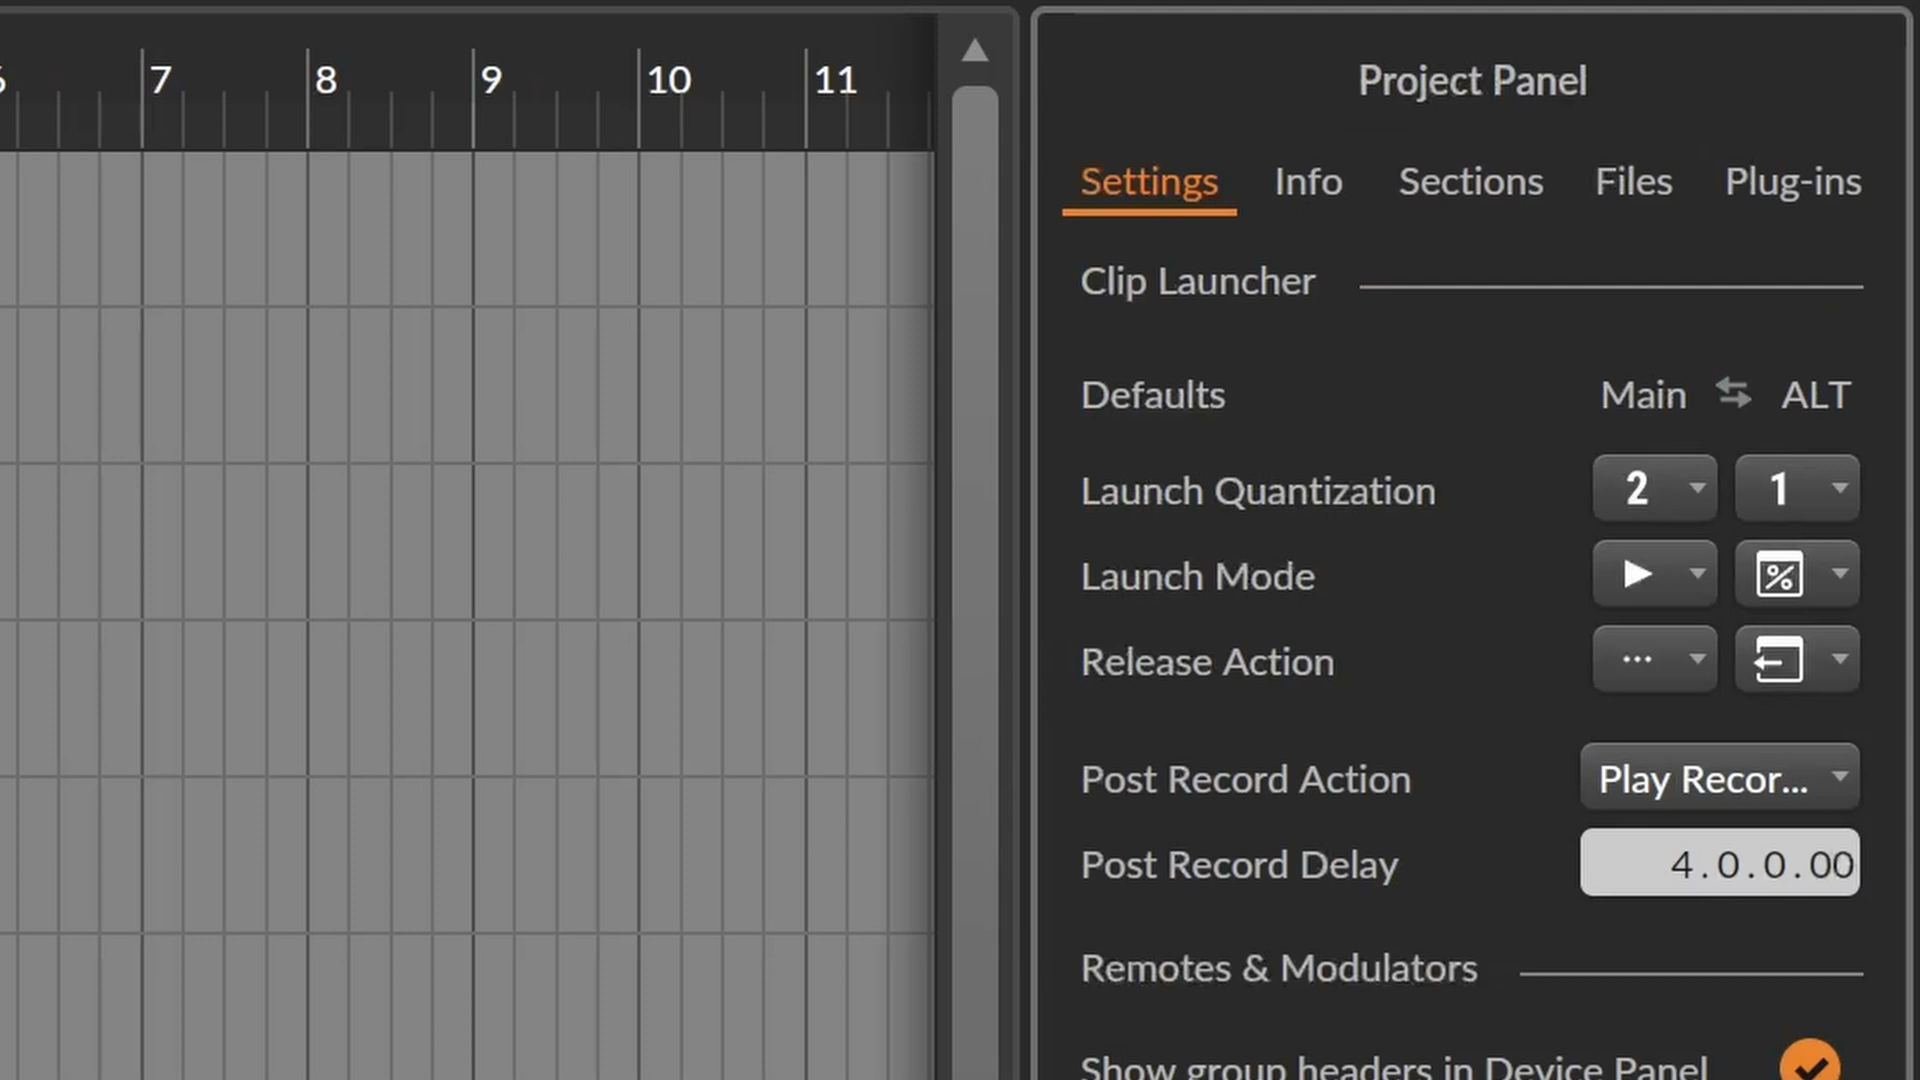 7 8 9 10 11
Project Panel
Settings Info Sections Files Plug-ins
Clip Launcher
Defaults Main ALT
Launch Quantization 2 1
Launch Mode
Release Action ...
Post Record Action Play Recor...
Post Record Delay 4.0.0.00
Remotes & Modulators
Show group headers in Device Panel